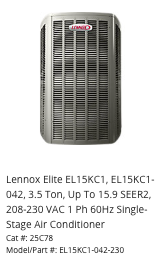 LENNOX
Lennox Elite EL15KC1, EL15KC1-
042, 3.5 Ton, Up To 15.9 SEER2,
208-230 VAC 1 Ph 60Hz Single-
Stage Air Conditioner
Cat #: 25C78
Model/Part #: EL15KC1-042-230